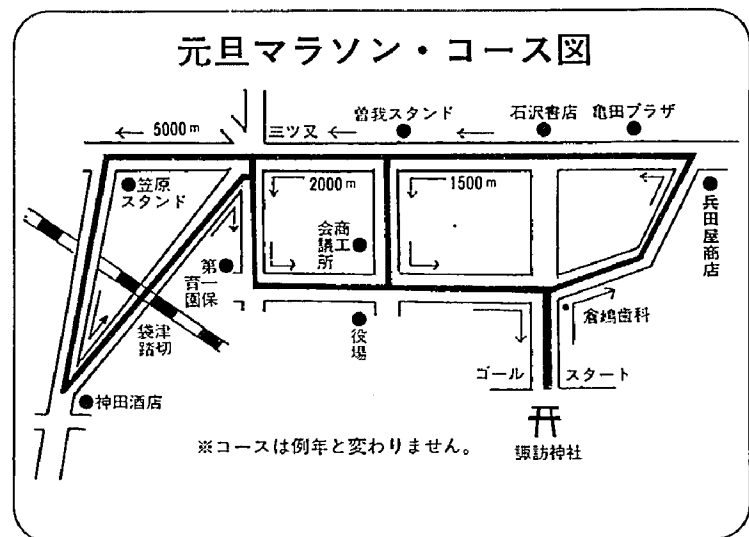 元旦マラソン・コース図
曽我スタンド
石沢書店
亀田プラザ
5000m
三ツ又
笠原
スタンド
2000m
1500m
兵田屋商店
商工
会議所
第一保
育園
袋津
踏切
役場
倉嶋歯科
ゴール
スタート
神田酒店
※コースは例年と変わりません。
諏訪神社